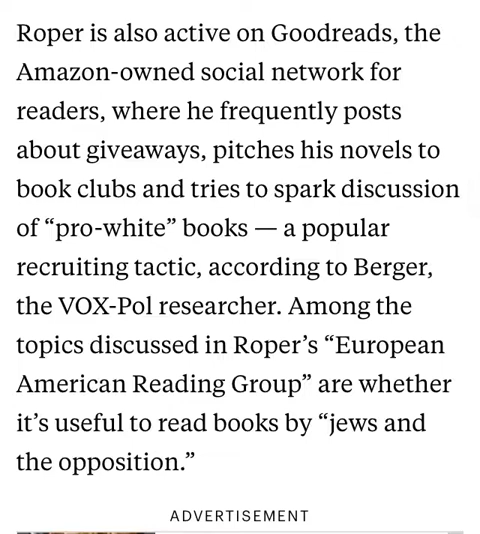 Roper is also active on Goodreads, the
Amazon-owned social network for
readers, where he frequently posts
about giveaways, pitches his novels to
book clubs and tries to spark discussion
of “pro-white” books — a popular
recruiting tactic, according to Berger,
the VOX-Pol researcher. Among the
topics discussed in Roper’s “European
American Reading Group” are whether
it’s useful to read books by “jews and
the opposition.”
ADVERTISEMENT